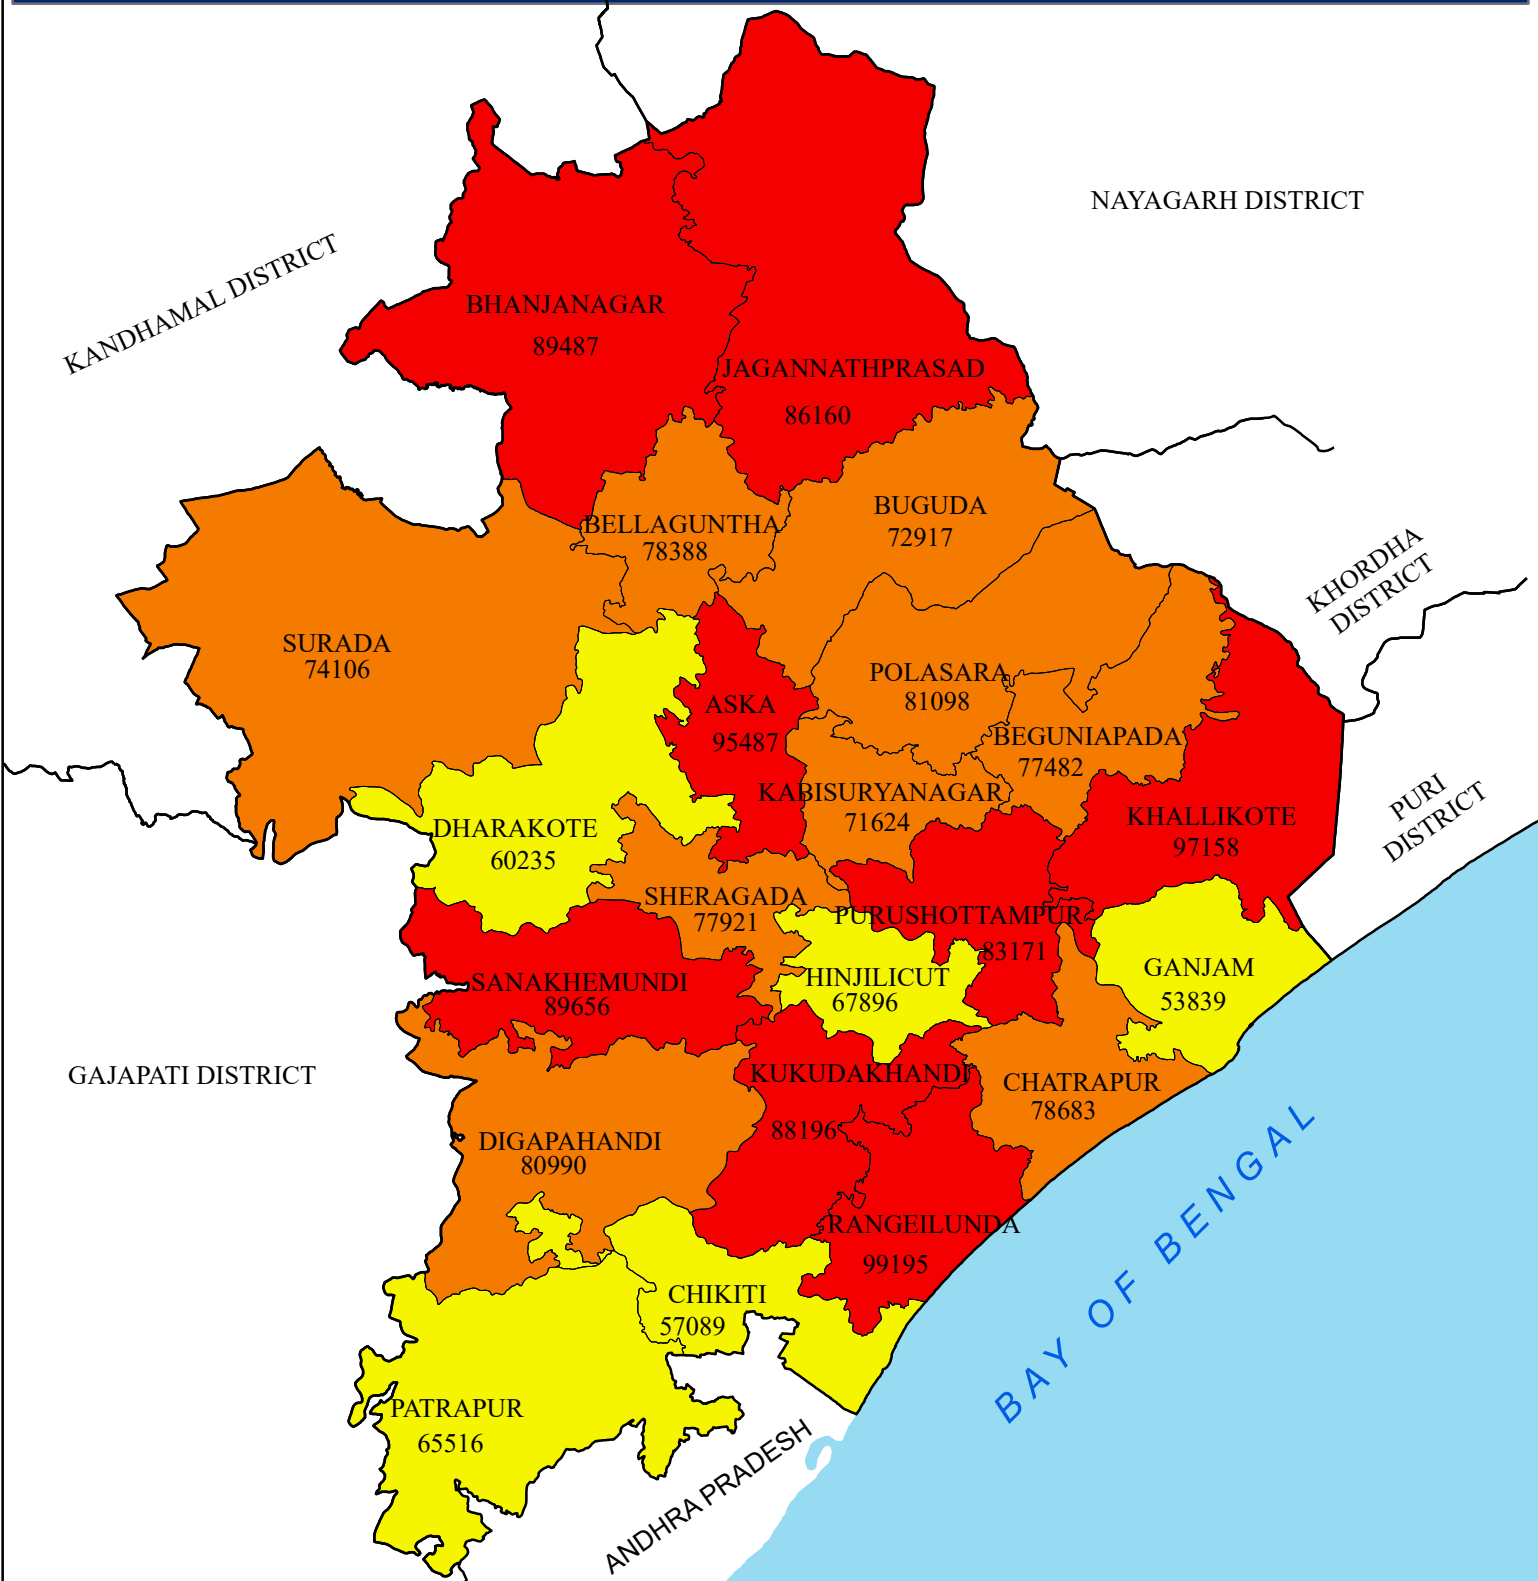 NAYAGARH DISTRICT
KANDHAMAL DISTRICT
BHANJANAGAR
89487
JAGANNATHPRASAD
86160
BUGUDA
72917
BELLAGUNTHA
78388
KHORDHA
DISTRICT
SURADA
74106
POLASARA
81098
ASKA
95487
BEGUNIAPADA
77482
KABISURYANAGAR
71624
KHALLIKOTE
97158
PURI
DISTRICT
DHARAKOTE
60235
SHERAGADA
77921
PURUSHOTTAMPUR
83171
GANJAM
53839
SANAKHEMUNDI
89656
HINJILICUT
67896
GAJAPATI DISTRICT
KUKUDAKHANDI
88196
CHATRAPUR
78683
DIGAPAHANDI
80990
RANGEILUNDA
99195
BAY OF BENGAL
CHIKITI
57089
PATRAPUR
65516
ANDHRA PRADESH